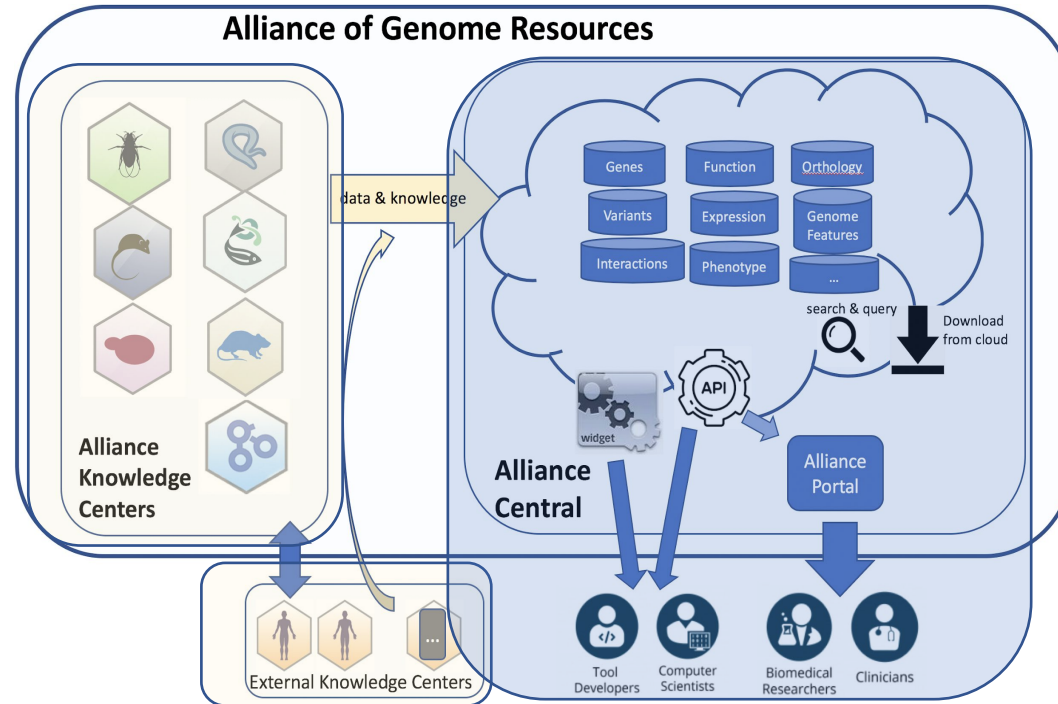 Alliance of Genome Resources
data & knowledge
Genes
Function
Orthology
Variants
Expression
Genome
Features
Interactions
Phenotype
...
search & query
Download
from cloud
widget
API
Alliance
Knowledge
Centers
Alliance
Central
Alliance
Portal
...
External Knowledge Centers
</>
Tool
Developers
Computer
Scientists
Biomedical
Researchers
Clinicians